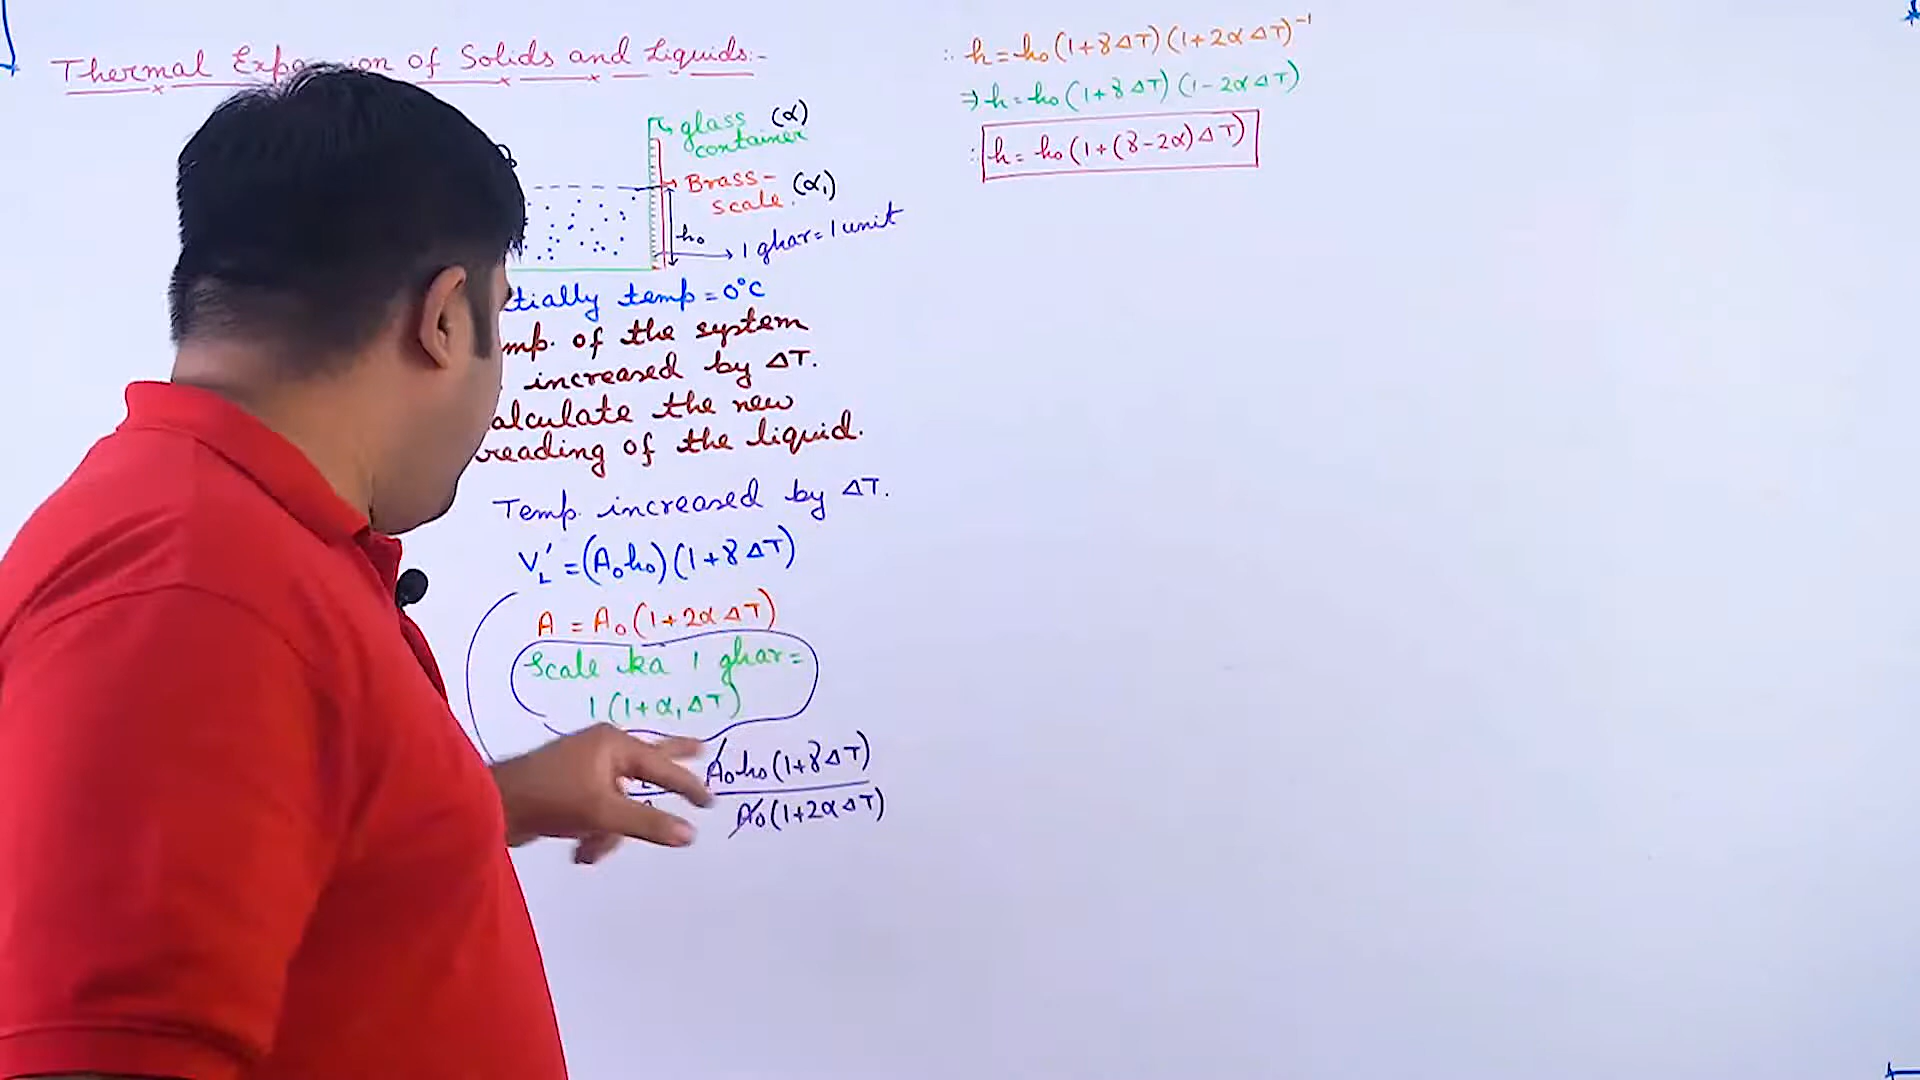 Thermal Expansion of Solids and Liquids:-
glass (α)
container
Brass- (α₁)
scale.
h₀
1 ghar = 1 unit
tially temp = 0°C
mp. of the system
increased by ΔT.
alculate the new
reading of the liquid.
Temp. increased by ΔT.
V_L' = (A₀h₀)(1+γΔT)
A = A₀(1+2αΔT)
Scale ka 1 ghar =
1(1+α₁ΔT)
A₀h₀(1+γΔT)
A₀(1+2αΔT)
∴ h = h₀(1+γΔT)(1+2αΔT)⁻¹
⇒ h = h₀(1+γΔT)(1-2αΔT)
∴ h = h₀(1+(γ-2α)ΔT)